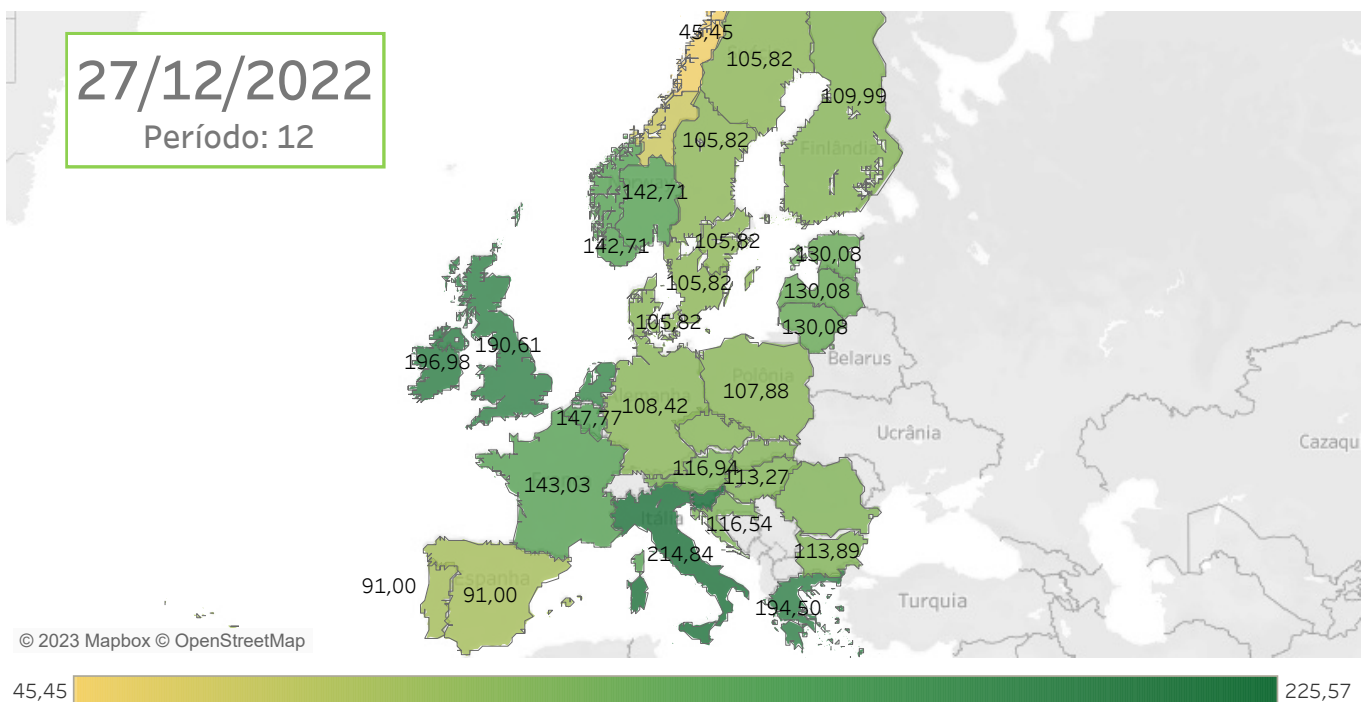 27/12/2022
Período: 12
45,45
105,82
109,99
105,82
Finlândia
142,71
142,71
105,82
130,08
105,82
130,08
105,82
130,08
190,61
196,98
Belarus
Polônia
107,88
108,42
147,77
Ucrânia
Cazaqu
116,94
113,27
143,03
Itália
116,54
214,84
113,89
Espanha
91,00
91,00
194,50
Turquia
© 2023 Mapbox © OpenStreetMap
45,45
225,57